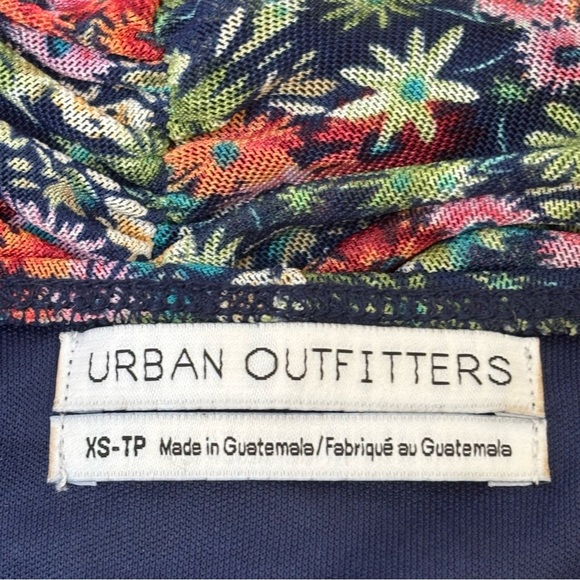 URBAN OUTFITTERS
XS-TP Made in Guatemala/Fabriqué au Guatemala